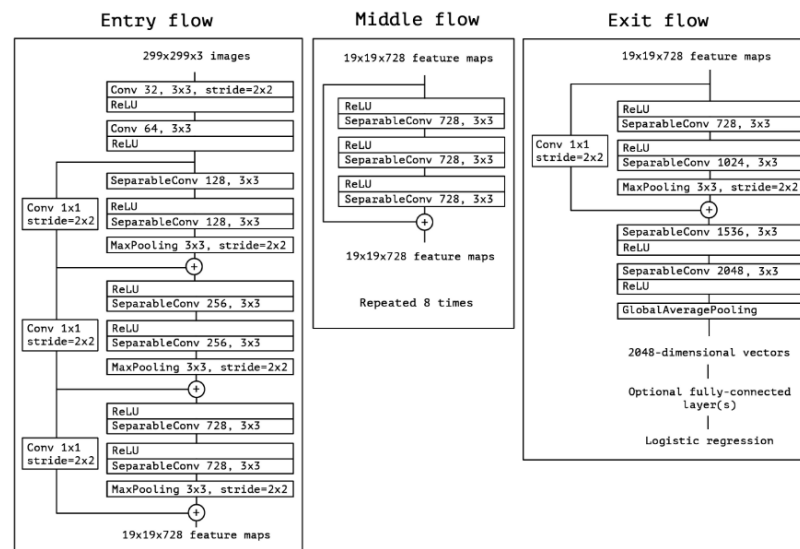 Entry flow
299x299x3 images
Conv 32, 3x3, stride=2x2
ReLU
Conv 64, 3x3
ReLU
SeparableConv 128, 3x3
Conv 1x1
stride=2x2
ReLU
SeparableConv 128, 3x3
MaxPooling 3x3, stride=2x2
+
ReLU
SeparableConv 256, 3x3
Conv 1x1
stride=2x2
ReLU
SeparableConv 256, 3x3
MaxPooling 3x3, stride=2x2
+
ReLU
SeparableConv 728, 3x3
Conv 1x1
stride=2x2
ReLU
SeparableConv 728, 3x3
MaxPooling 3x3, stride=2x2
+
19x19x728 feature maps
Middle flow
19x19x728 feature maps
ReLU
SeparableConv 728, 3x3
ReLU
SeparableConv 728, 3x3
ReLU
SeparableConv 728, 3x3
+
19x19x728 feature maps
Repeated 8 times
Exit flow
19x19x728 feature maps
ReLU
SeparableConv 728, 3x3
Conv 1x1
stride=2x2
ReLU
SeparableConv 1024, 3x3
MaxPooling 3x3, stride=2x2
+
SeparableConv 1536, 3x3
ReLU
SeparableConv 2048, 3x3
ReLU
GlobalAveragePooling
2048-dimensional vectors
Optional fully-connected
layer(s)
Logistic regression